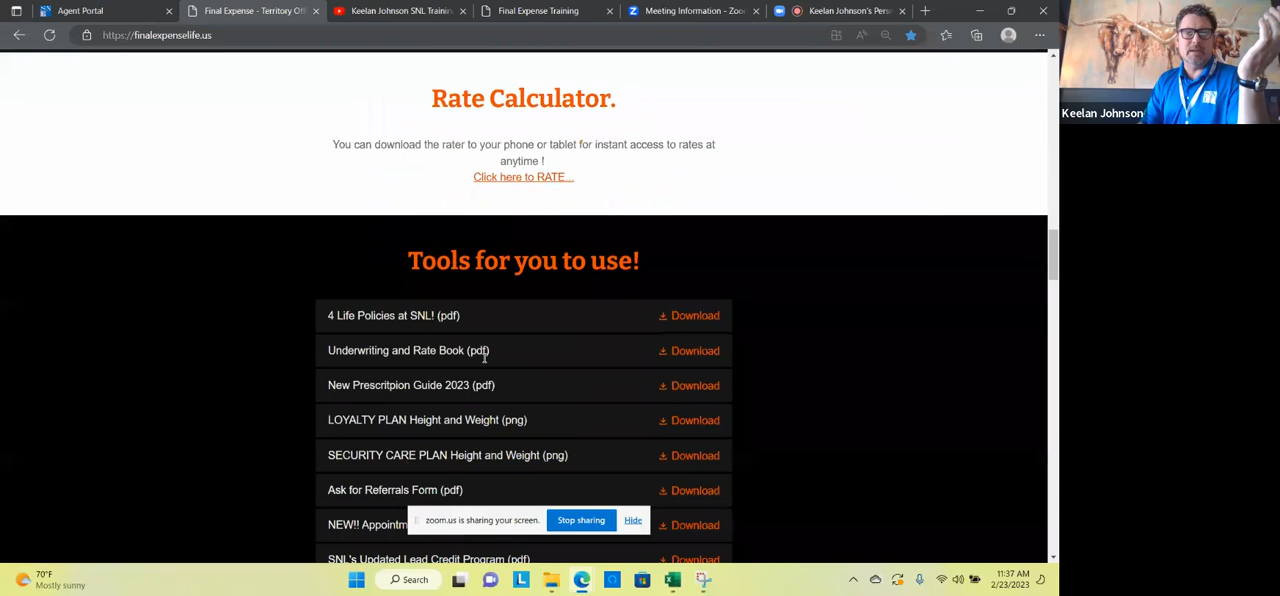 Agent Portal
Final Expense - Territory Off
Keelan Johnson SNL Trainin
Final Expense Training
Meeting Information - Zoo
Keelan Johnson's Pers
https://finalexpenselife.us
Keelan Johnson
Rate Calculator.
You can download the rater to your phone or tablet for instant access to rates at
anytime !
Click here to RATE...
Tools for you to use!
4 Life Policies at SNL! (pdf) Download
Underwriting and Rate Book (pdf) Download
New Prescritpion Guide 2023 (pdf) Download
LOYALTY PLAN Height and Weight (png) Download
SECURITY CARE PLAN Height and Weight (png) Download
Ask for Referrals Form (pdf) Download
NEW!! Appointm Download
zoom.us is sharing your screen. Stop sharing Hide
SNL's Updated Lead Credit Program (pdf) Download
70°F
Mostly sunny
Search
11:37 AM
2/23/2023